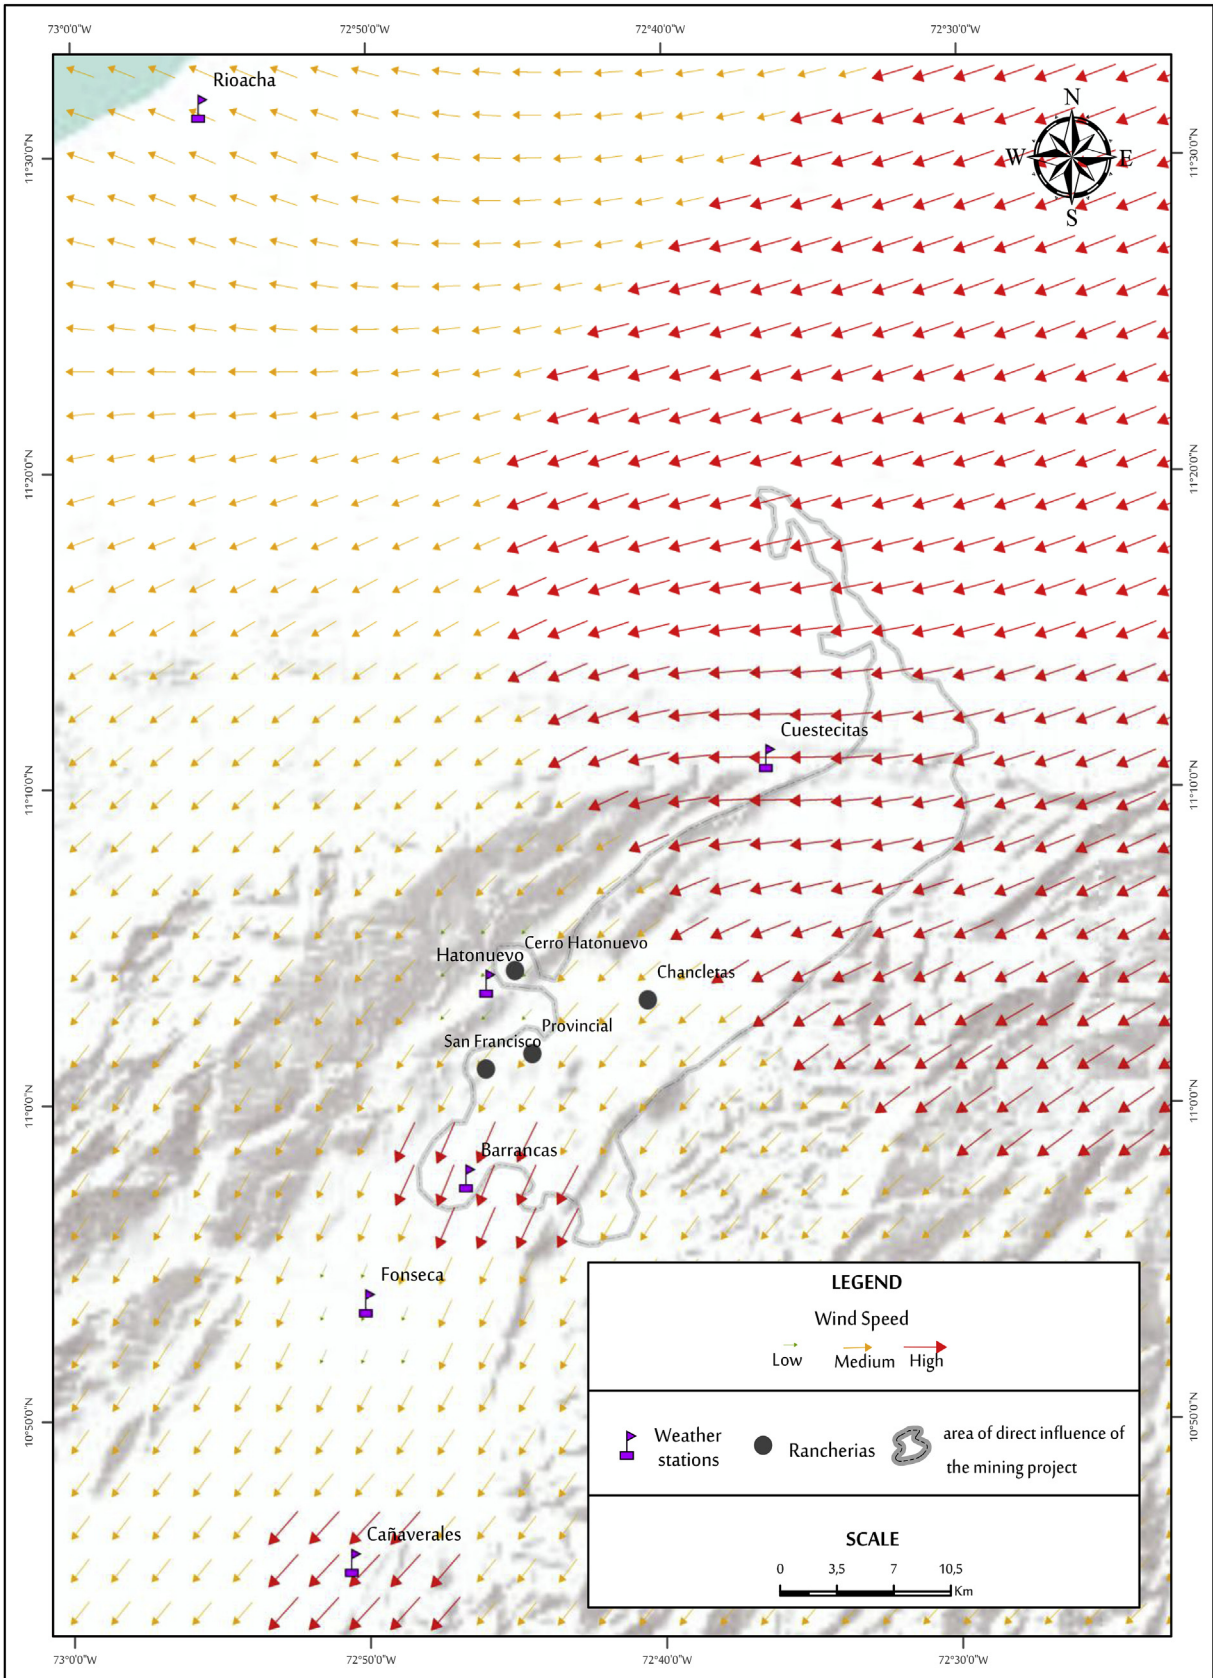 73°0'0"W 72°50'0"W 72°40'0"W 72°30'0"W
Rioacha
N
W E
S
11°30'0"N 11°30'0"N
11°20'0"N 11°20'0"N
Cuestecitas
11°10'0"N 11°10'0"N
Cerro Hatonuevo
Hatonuevo
Chancletas
Provincial
San Francisco
11°0'0"N 11°0'0"N
Barrancas
Fonseca
LEGEND
Wind Speed
Low Medium High
10°50'0"N 10°50'0"N
Weather
stations
Rancherias
area of direct influence of
the mining project
Cañaverales
SCALE
0 3,5 7 10,5
Km
73°0'0"W 72°50'0"W 72°40'0"W 72°30'0"W